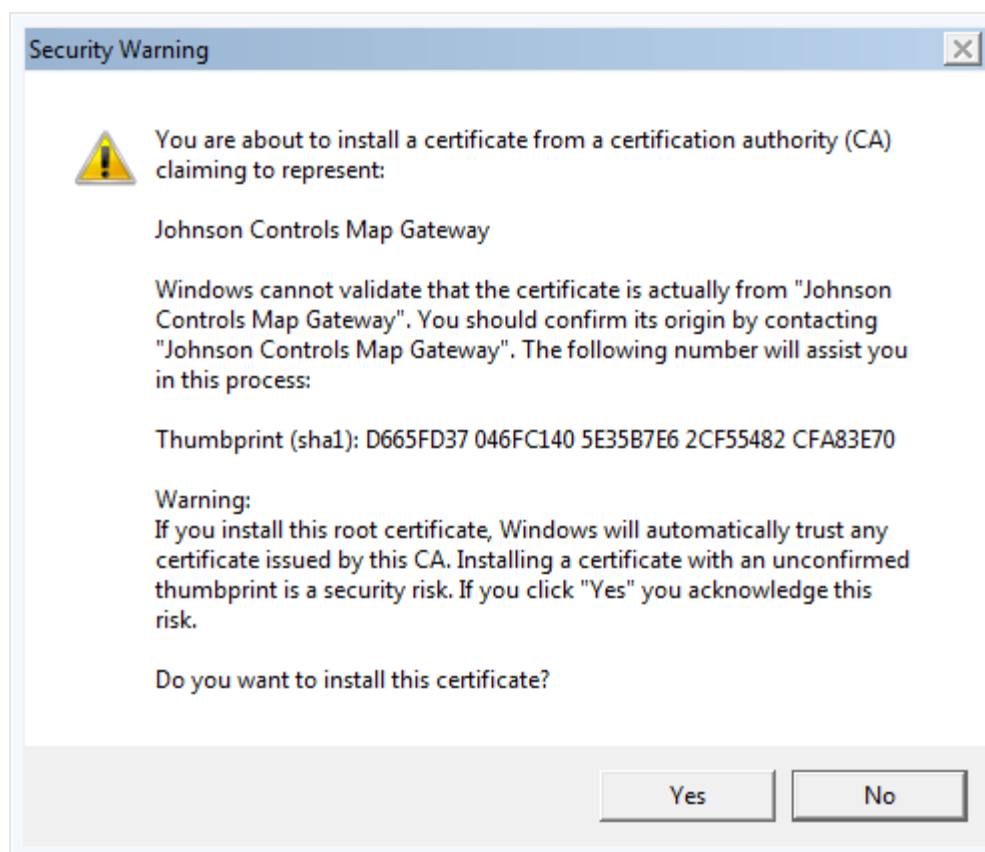 Security Warning
You are about to install a certificate from a certification authority (CA)
claiming to represent:
Johnson Controls Map Gateway
Windows cannot validate that the certificate is actually from "Johnson
Controls Map Gateway". You should confirm its origin by contacting
"Johnson Controls Map Gateway". The following number will assist you
in this process:
Thumbprint (sha1): D665FD37 046FC140 5E35B7E6 2CF55482 CFA83E70
Warning:
If you install this root certificate, Windows will automatically trust any
certificate issued by this CA. Installing a certificate with an unconfirmed
thumbprint is a security risk. If you click "Yes" you acknowledge this
risk.
Do you want to install this certificate?
Yes No